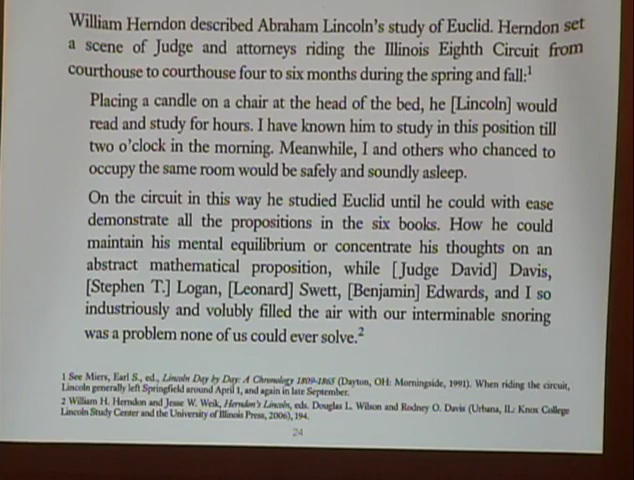 William Herndon described Abraham Lincoln's study of Euclid. Herndon set
a scene of Judge and attorneys riding the Illinois Eighth Circuit from
courthouse to courthouse four to six months during the spring and fall:¹
Placing a candle on a chair at the head of the bed, he [Lincoln] would
read and study for hours. I have known him to study in this position till
two o'clock in the morning. Meanwhile, I and others who chanced to
occupy the same room would be safely and soundly asleep.
On the circuit in this way he studied Euclid until he could with ease
demonstrate all the propositions in the six books. How he could
maintain his mental equilibrium or concentrate his thoughts on an
abstract mathematical proposition, while [Judge David] Davis,
[Stephen T.] Logan, [Leonard] Swett, [Benjamin] Edwards, and I so
industriously and volubly filled the air with our interminable snoring
was a problem none of us could ever solve.²
1 See Miers, Earl S., ed., Lincoln Day by Day: A Chronology 1809-1865 (Dayton, OH: Morningside, 1991). When riding the circuit,
Lincoln generally left Springfield around April 1, and again in late September.
2 William H. Herndon and Jesse W. Weik, Herndon's Lincoln, eds. Douglas L. Wilson and Rodney O. Davis (Urbana, IL: Knox College
Lincoln Study Center and the University of Illinois Press, 2006), 194.
24